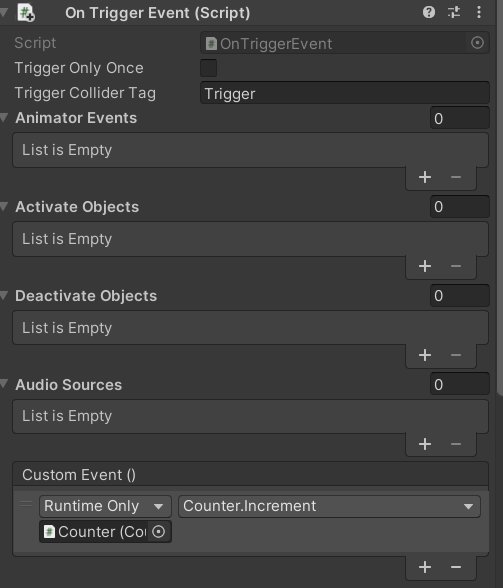 On Trigger Event (Script)
Script OnTriggerEvent
Trigger Only Once
Trigger Collider Tag Trigger
Animator Events 0
List is Empty
+ −
Activate Objects 0
List is Empty
+ −
Deactivate Objects 0
List is Empty
+ −
Audio Sources 0
List is Empty
+ −
Custom Event ()
Runtime Only Counter.Increment
Counter (Cou
+ −